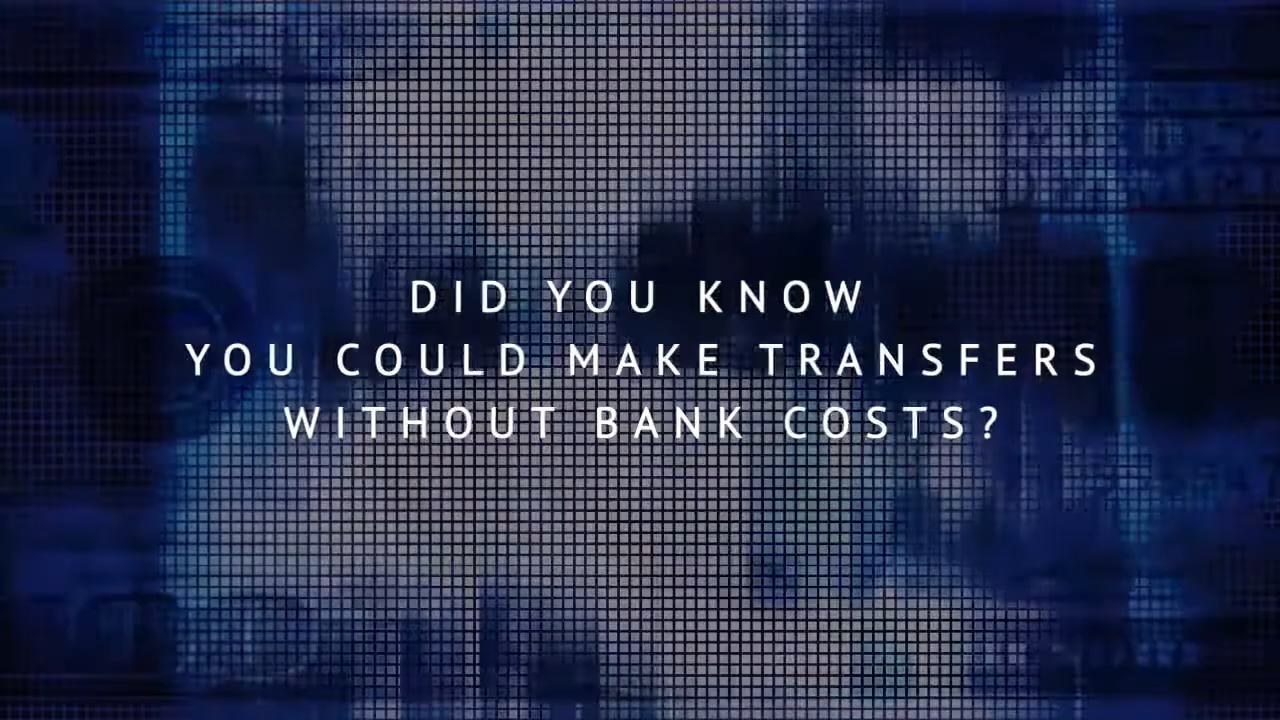 DID YOU KNOW
YOU COULD MAKE TRANSFERS
WITHOUT BANK COSTS?